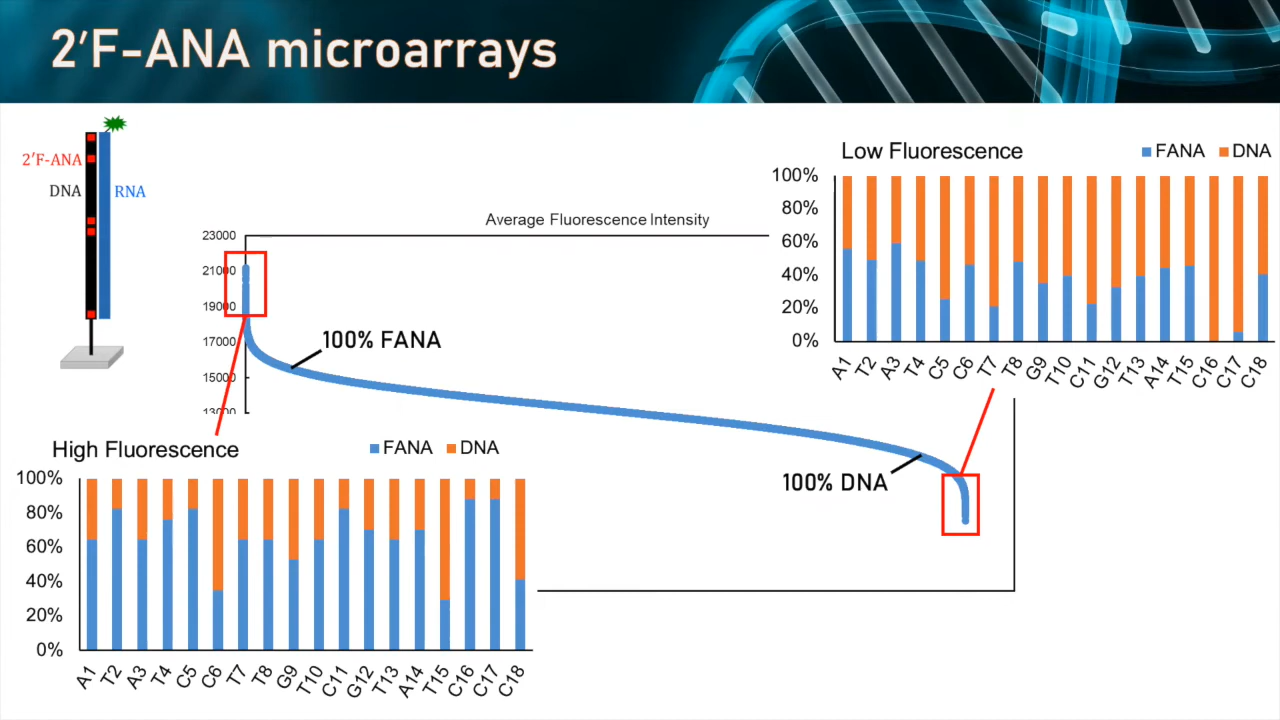 2′F-ANA microarrays
2′F-ANA
DNA
RNA
Average Fluorescence Intensity
23000
21000
19000
17000
15000
13000
100% FANA
100% DNA
Low Fluorescence
FANA DNA
100%
80%
60%
40%
20%
0%
A1 T2 A3 T4 C5 C6 T7 T8 G9 T10 C11 G12 T13 A14 T15 C16 C17 C18
High Fluorescence
FANA DNA
100%
80%
60%
40%
20%
0%
A1 T2 A3 T4 C5 C6 T7 T8 G9 T10 C11 G12 T13 A14 T15 C16 C17 C18